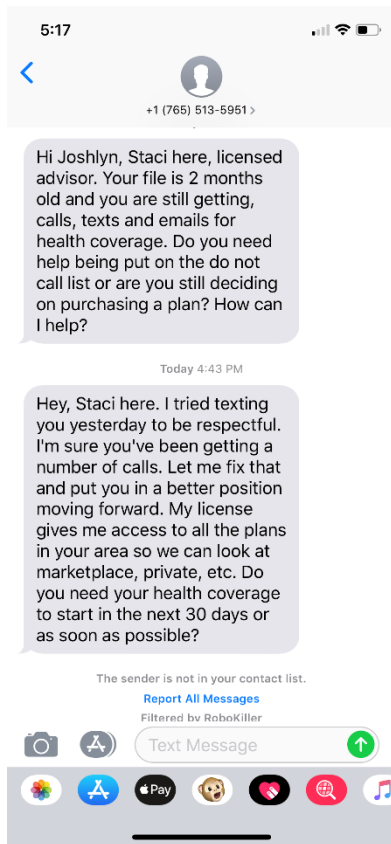 5:17
+1 (765) 513-5951 >
Hi Joshlyn, Staci here, licensed
advisor. Your file is 2 months
old and you are still getting,
calls, texts and emails for
health coverage. Do you need
help being put on the do not
call list or are you still deciding
on purchasing a plan? How can
I help?
Today 4:43 PM
Hey, Staci here. I tried texting
you yesterday to be respectful.
I'm sure you've been getting a
number of calls. Let me fix that
and put you in a better position
moving forward. My license
gives me access to all the plans
in your area so we can look at
marketplace, private, etc. Do
you need your health coverage
to start in the next 30 days or
as soon as possible?
The sender is not in your contact list.
Report All Messages
Filtered by RoboKiller
Text Message
Pay